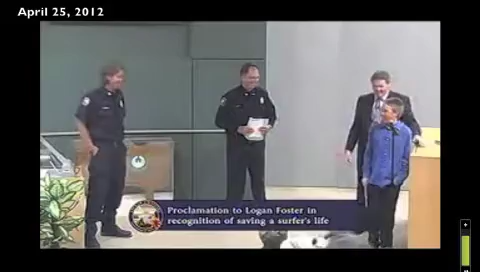 April 25, 2012
Proclamation to Logan Foster in
recognition of saving a surfer's life